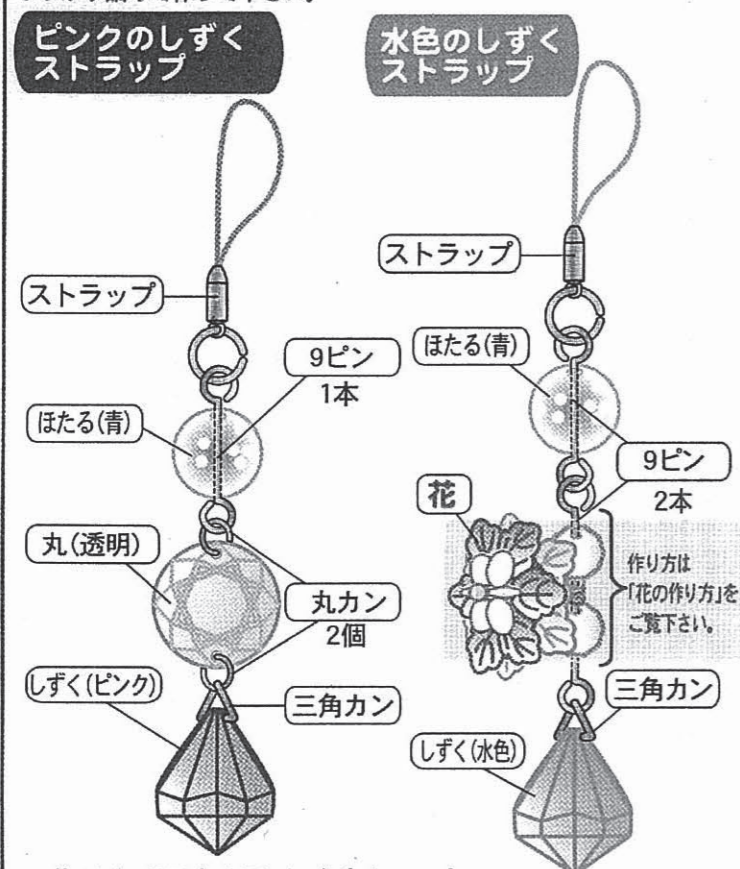 ピンクのしずく
ストラップ
水色のしずく
ストラップ
ストラップ
9ピン
1本
ほたる(青)
丸(透明)
丸カン
2個
しずく(ピンク)
三角カン
ストラップ
ほたる(青)
9ピン
2本
花
作り方は
「花の作り方」を
ご覧下さい。
三角カン
しずく(水色)